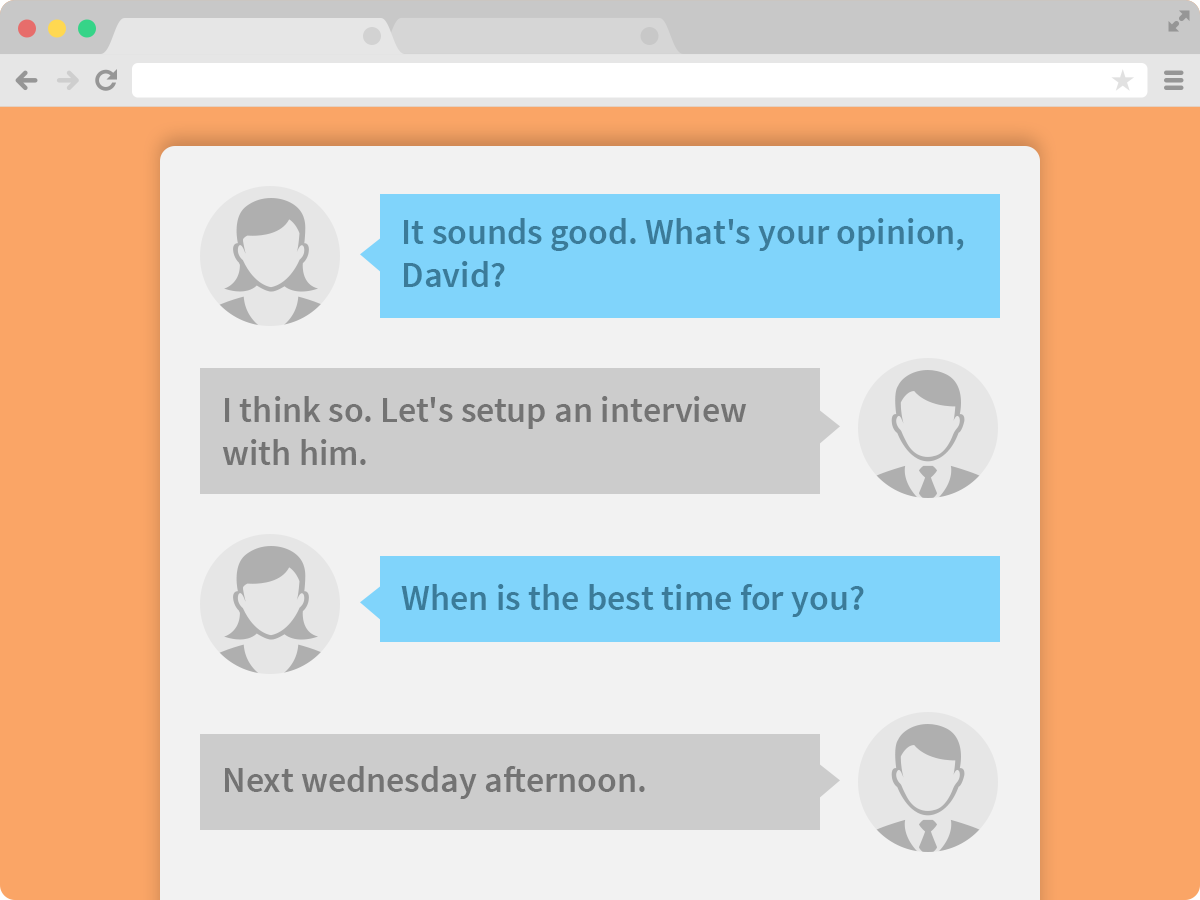 It sounds good. What's your opinion,
David?
I think so. Let's setup an interview
with him.
When is the best time for you?
Next wednesday afternoon.